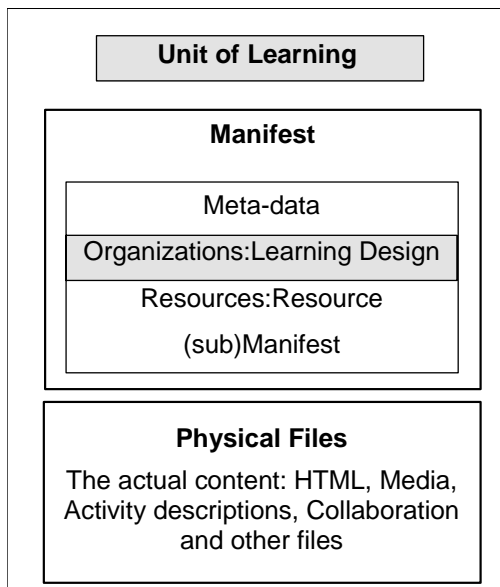 Unit of Learning
Manifest
Meta-data
Organizations:Learning Design
Resources:Resource
(sub)Manifest
Physical Files
The actual content: HTML, Media,
Activity descriptions, Collaboration
and other files